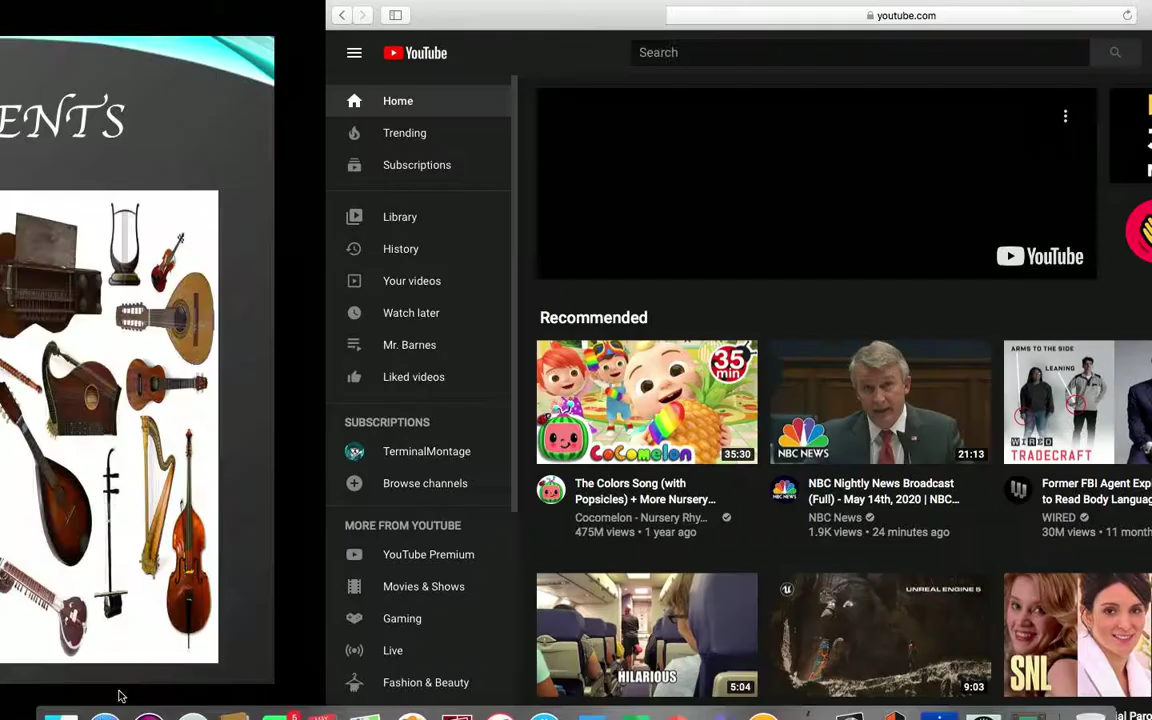 ENTS
youtube.com
YouTube
Search
Home
Trending
Subscriptions
Library
History
Your videos
Watch later
Mr. Barnes
Liked videos
SUBSCRIPTIONS
TerminalMontage
Browse channels
MORE FROM YOUTUBE
YouTube Premium
Movies & Shows
Gaming
Live
Fashion & Beauty
YouTube
Recommended
35
min
COCOMELON
35:30
The Colors Song (with
Popsicles) + More Nursery...
Cocomelon - Nursery Rhy...
475M views • 1 year ago
NBC NEWS
21:13
NBC Nightly News Broadcast
(Full) - May 14th, 2020 | NBC...
NBC News
1.9K views • 24 minutes ago
ARMS TO THE SIDE
LEANING
WIRED
TRADECRAFT
Former FBI Agent Exp
to Read Body Languag
WIRED
30M views • 11 month
HILARIOUS
5:04
UNREAL ENGINE 5
9:03
SNL
al Parod
5